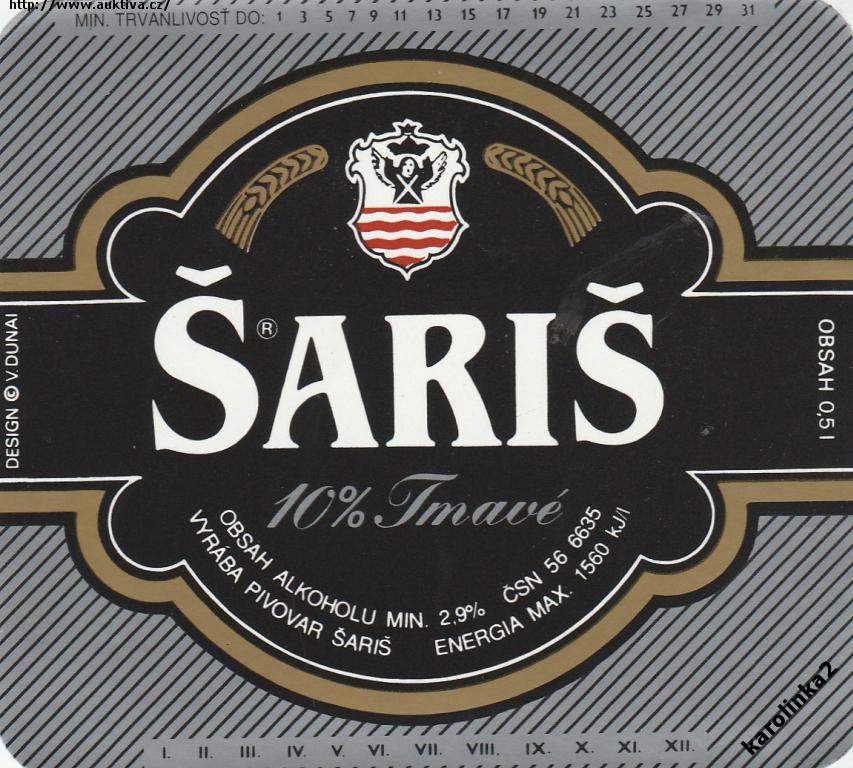 http://www.auktiva.cz/
MIN. TRVANLIVOSŤ DO: 1 3 5 7 9 11 13 15 17 19 21 23 25 27 29 31
ŠARIŠ
®
DESIGN © V. DUNAI
OBSAH 0,5 l
10% Tmavé
OBSAH ALKOHOLU MIN. 2,9% ČSN 56 6635
VYRÁBA PIVOVAR ŠARIŠ ENERGIA MAX. 1560 kJ/l
karolinka2
I. II. III. IV. V. VI. VII. VIII. IX. X. XI. XII.